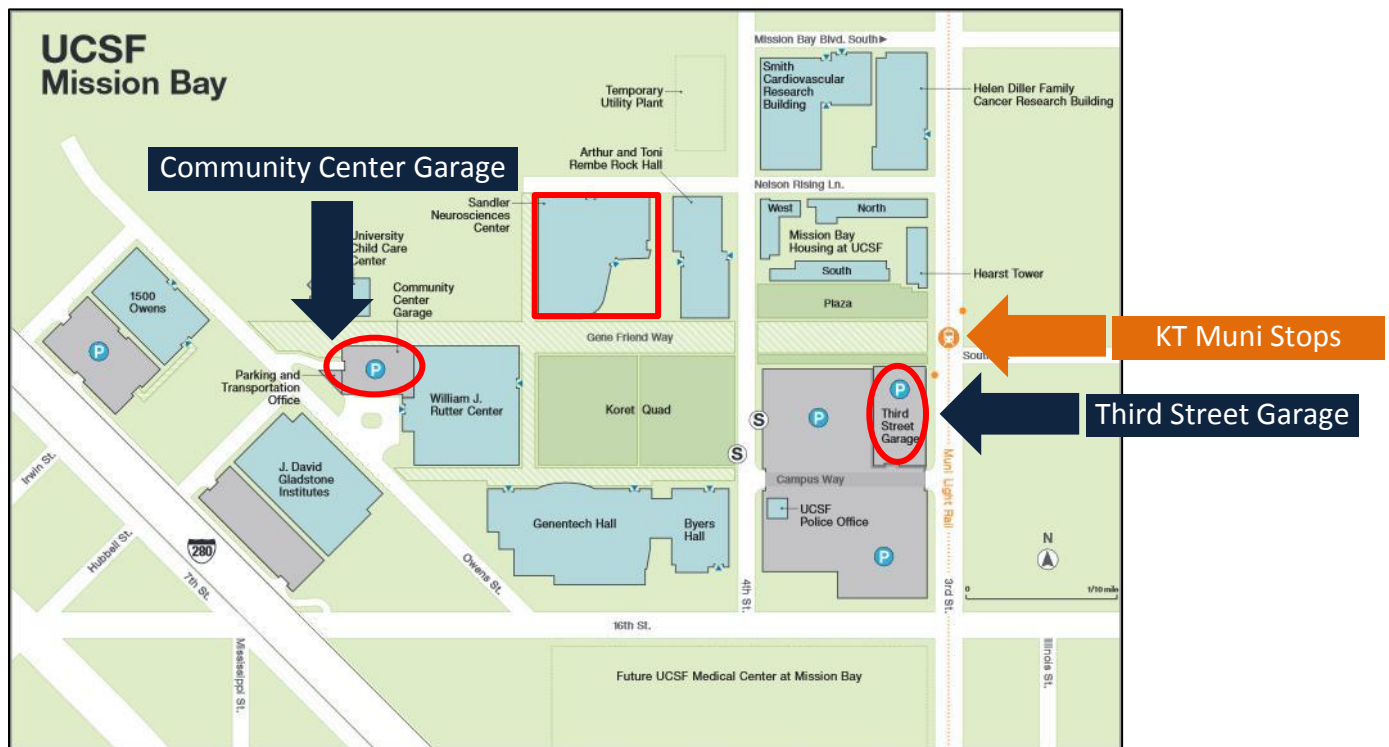 UCSF
Mission Bay
Mission Bay Blvd. South
Smith
Cardiovascular
Research
Building
Helen Diller Family
Cancer Research Building
Temporary
Utility Plant
Arthur and Toni
Rembe Rock Hall
Community Center Garage
Nelson Rising Ln.
Sandler
Neurosciences
Center
West
North
Mission Bay
Housing at UCSF
South
Hearst Tower
University
Child Care
Center
Community
Center
Garage
1500
Owens
Plaza
P
Gene Friend Way
KT Muni Stops
South
P
Parking and
Transportation
Office
William J.
Rutter Center
Koret Quad
P
P
Third
Street
Garage
Third Street Garage
S
S
Irwin St.
J. David
Gladstone
Institutes
Campus Way
Muni Light Rail
Genentech Hall
Byers
Hall
UCSF
Police Office
P
N
Hubbell St.
280
7th St.
Owens St.
4th St.
3rd St.
0
1/10 mile
16th St.
Mississippi St.
Illinois St.
Future UCSF Medical Center at Mission Bay